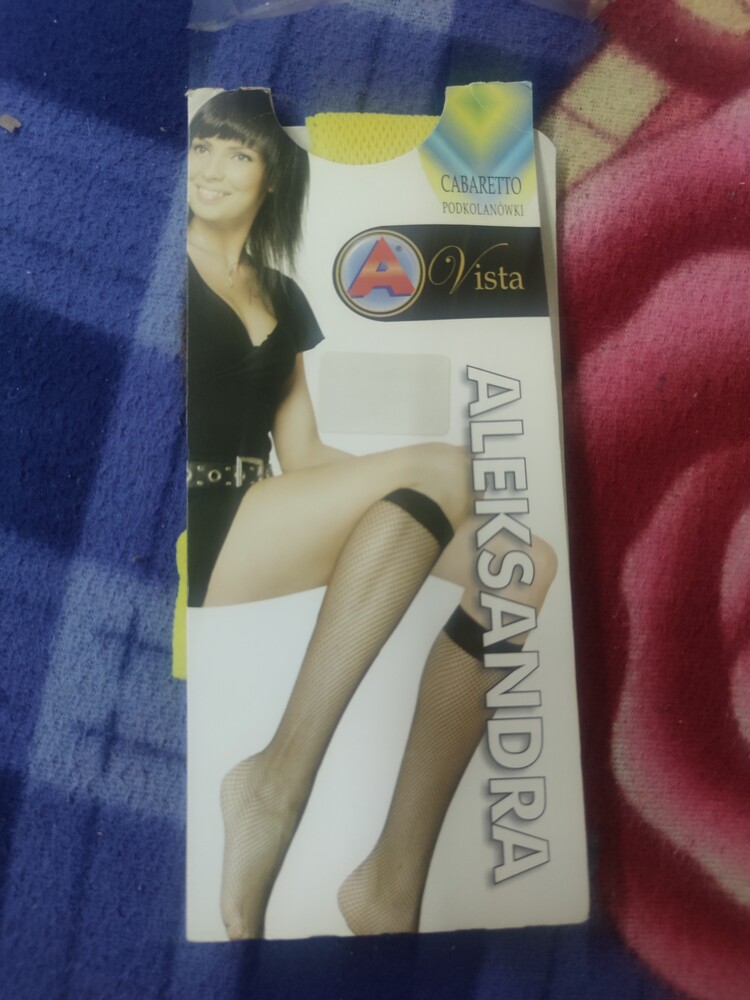 CABARETTO
PODKOLANÓWKI
A®
Vista
ALEKSANDRA